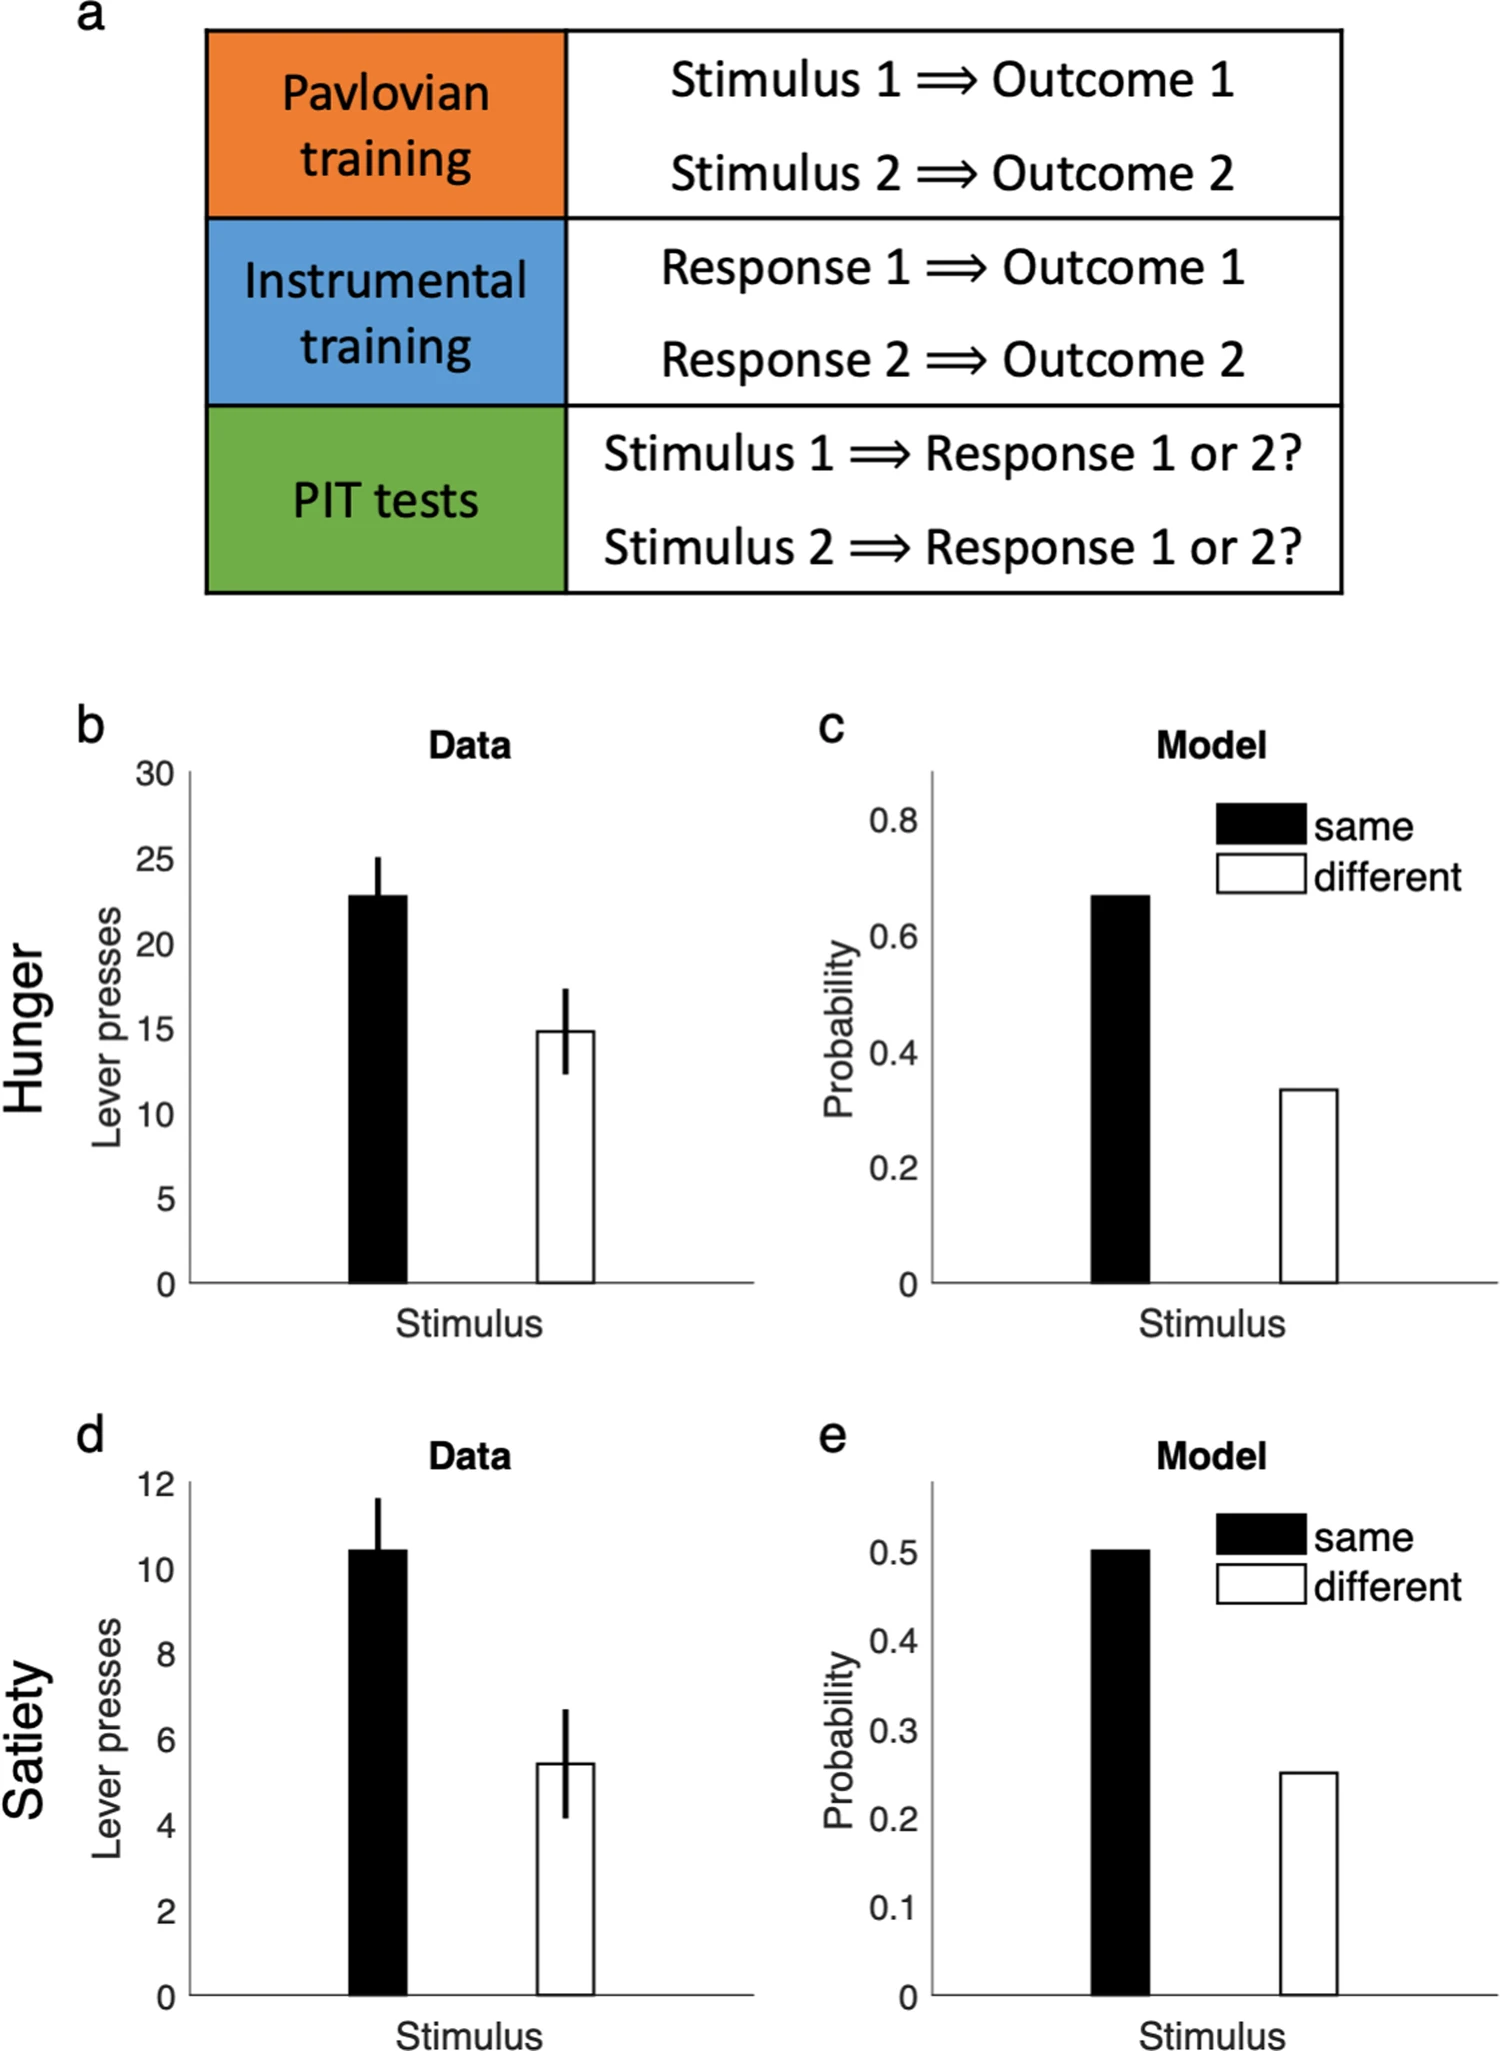 a
Pavlovian
training
Stimulus 1 ⟹ Outcome 1
Stimulus 2 ⟹ Outcome 2
Instrumental
training
Response 1 ⟹ Outcome 1
Response 2 ⟹ Outcome 2
PIT tests
Stimulus 1 ⟹ Response 1 or 2?
Stimulus 2 ⟹ Response 1 or 2?
Hunger
b
Data
Lever presses
30
25
20
15
10
5
0
Stimulus
c
Model
Probability
0.8
0.6
0.4
0.2
0
same
different
Stimulus
Satiety
d
Data
Lever presses
12
10
8
6
4
2
0
Stimulus
e
Model
Probability
0.5
0.4
0.3
0.2
0.1
0
same
different
Stimulus